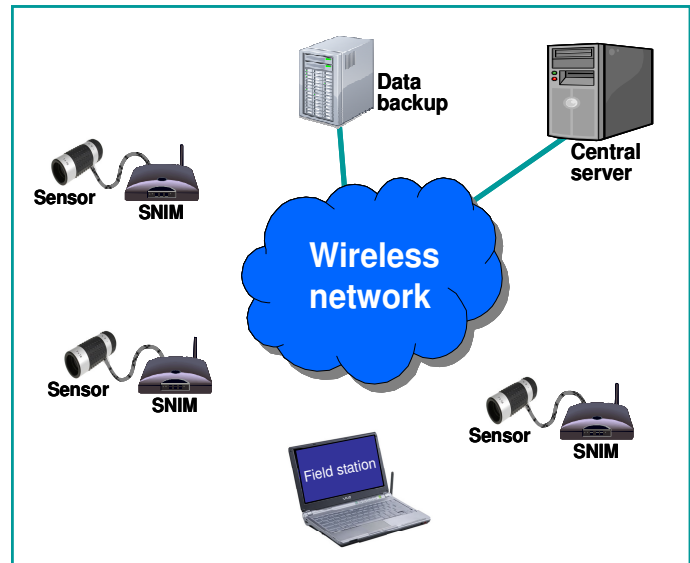 Data
backup
Central
server
Sensor
SNIM
Wireless
network
Sensor
SNIM
Sensor
SNIM
Field station